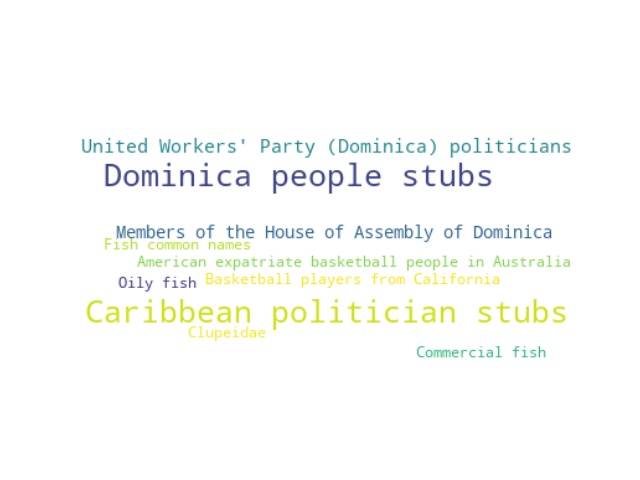 United Workers' Party (Dominica) politicians
Dominica people stubs
Members of the House of Assembly of Dominica
Fish common names
American expatriate basketball people in Australia
Basketball players from California
Oily fish
Caribbean politician stubs
Clupeidae
Commercial fish